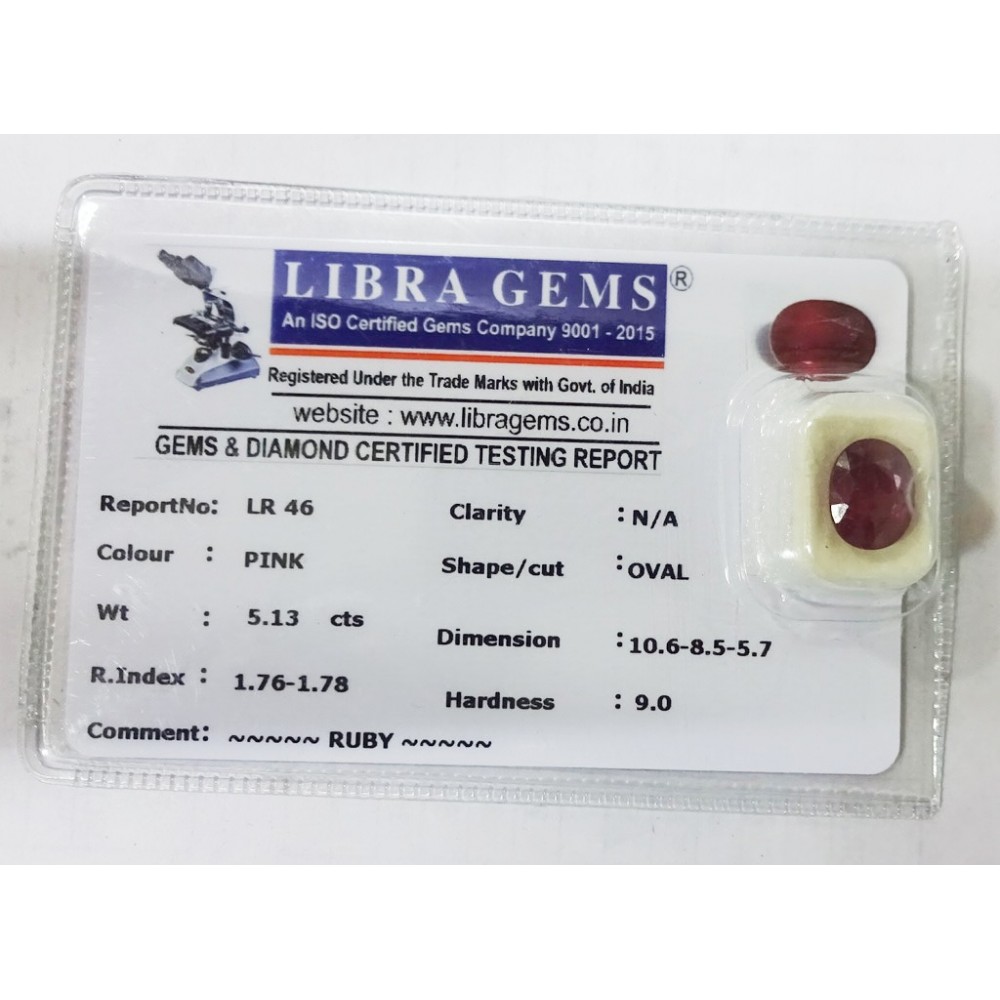 LIBRA GEMS ®
An ISO Certified Gems Company 9001 - 2015
Registered Under the Trade Marks with Govt. of India
website : www.libragems.co.in
GEMS & DIAMOND CERTIFIED TESTING REPORT
ReportNo: LR 46
Clarity : N/A
Colour : PINK
Shape/cut : OVAL
Wt : 5.13 cts
Dimension : 10.6-8.5-5.7
R.Index : 1.76-1.78
Hardness : 9.0
Comment: ~~~~~ RUBY ~~~~~